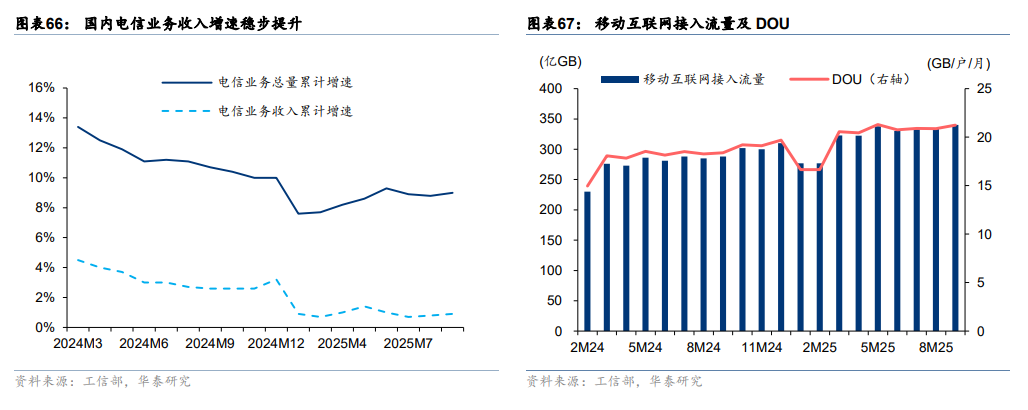 图表66： 国内电信业务收入增速稳步提升
电信业务总量累计增速
电信业务收入累计增速
16%
14%
12%
10%
8%
6%
4%
2%
0%
2024M3 2024M6 2024M9 2024M12 2025M4 2025M7
资料来源：工信部，华泰研究
图表67： 移动互联网接入流量及 DOU
(亿GB) (GB/户/月)
移动互联网接入流量 DOU（右轴）
400 25
350
300 20
250
200 15
150 10
100
50 5
0 0
2M24 5M24 8M24 11M24 2M25 5M25 8M25
资料来源：工信部，华泰研究